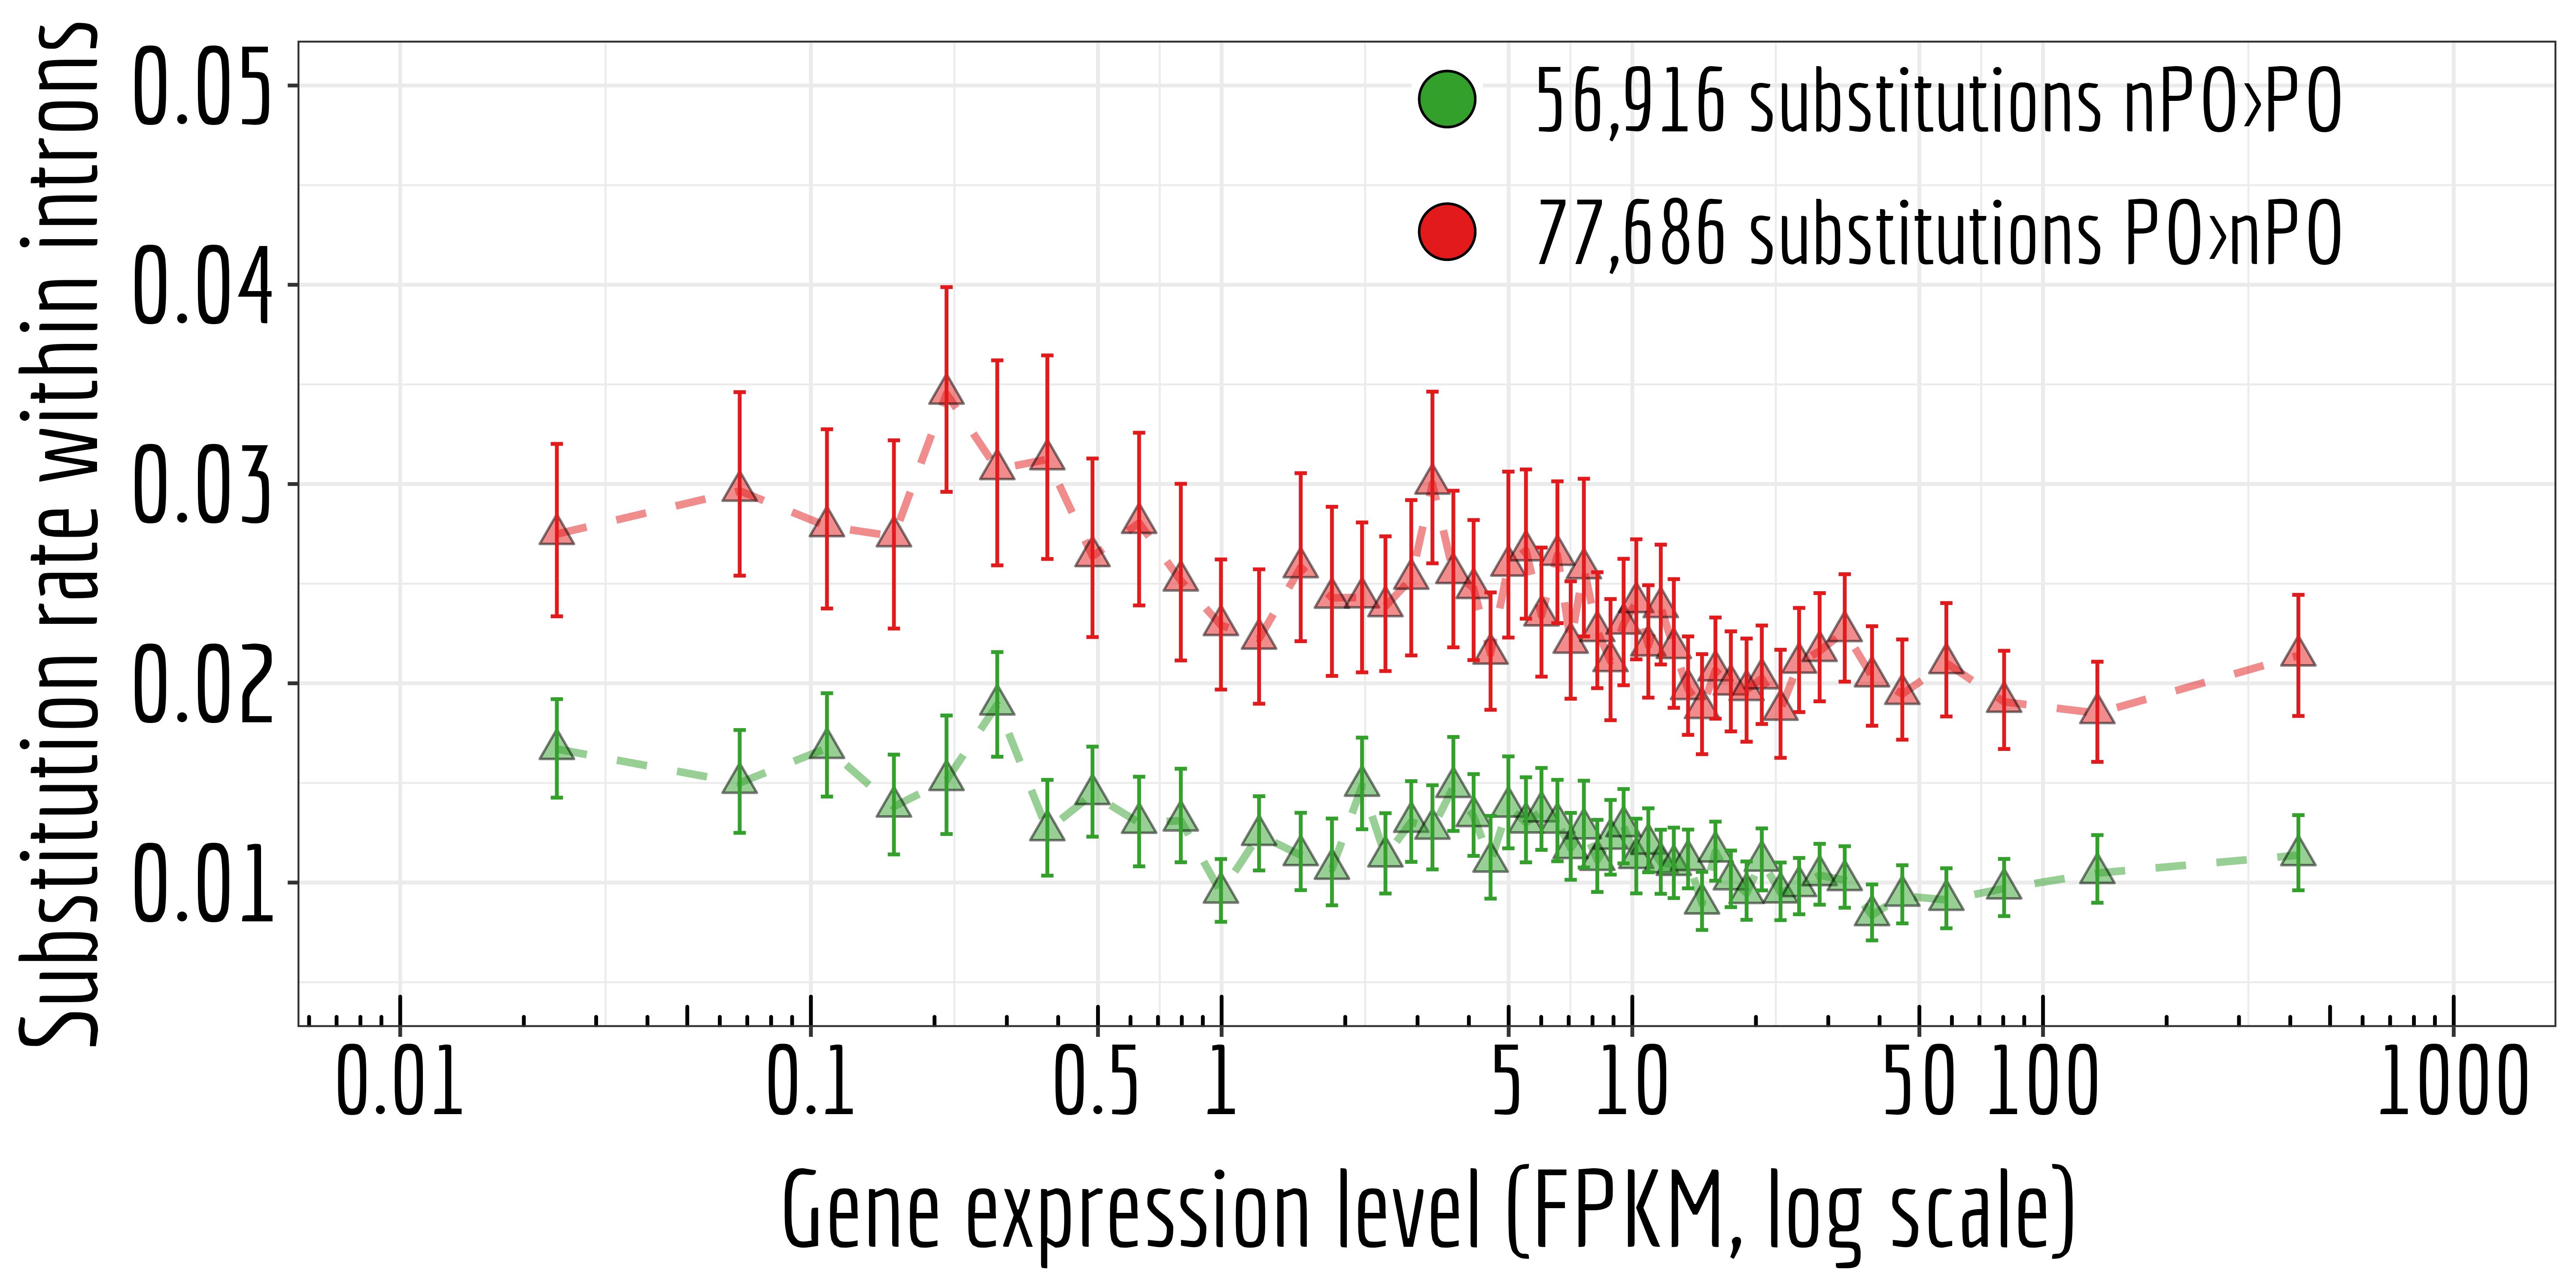 Substitution rate within introns
0.05
0.04
0.03
0.02
0.01
56,916 substitutions nPO>PO
77,686 substitutions PO>nPO
0.01 0.1 0.5 1 5 10 50 100 1000
Gene expression level (FPKM, log scale)